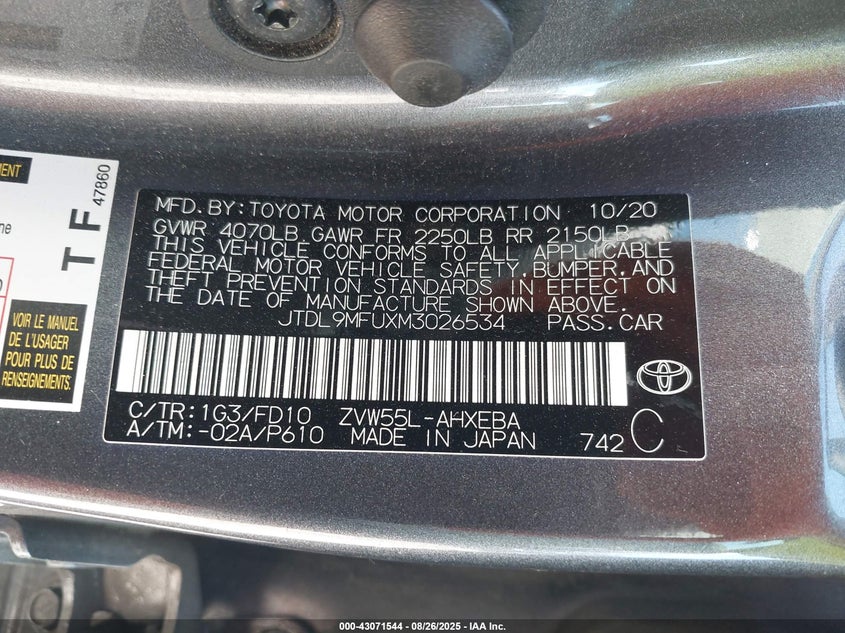 MENT
47860
T F
ne
VOIR LE MANUEL
DE L'USAGER
POUR PLUS DE
RENSEIGNEMENTS.
MFD. BY: TOYOTA MOTOR CORPORATION 10/20
GVWR 4070LB GAWR FR 2250LB RR 2150LB
THIS VEHICLE CONFORMS TO ALL APPLICABLE
FEDERAL MOTOR VEHICLE SAFETY, BUMPER, AND
THEFT PREVENTION STANDARDS IN EFFECT ON
THE DATE OF MANUFACTURE SHOWN ABOVE.
JTDL9MFUXM3026534 PASS.CAR
C/TR: 1G3/FD10 ZVW55L-AHXEBA
A/TM: -02A/P610 MADE IN JAPAN 742 C
000-43071544 - 08/26/2025 - IAA Inc.